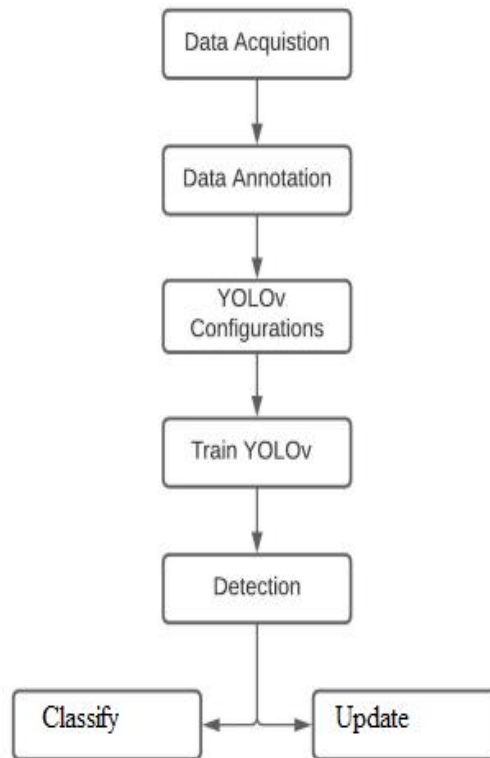 Data Acquistion
Data Annotation
YOLOv
Configurations
Train YOLOv
Detection
Classify
Update